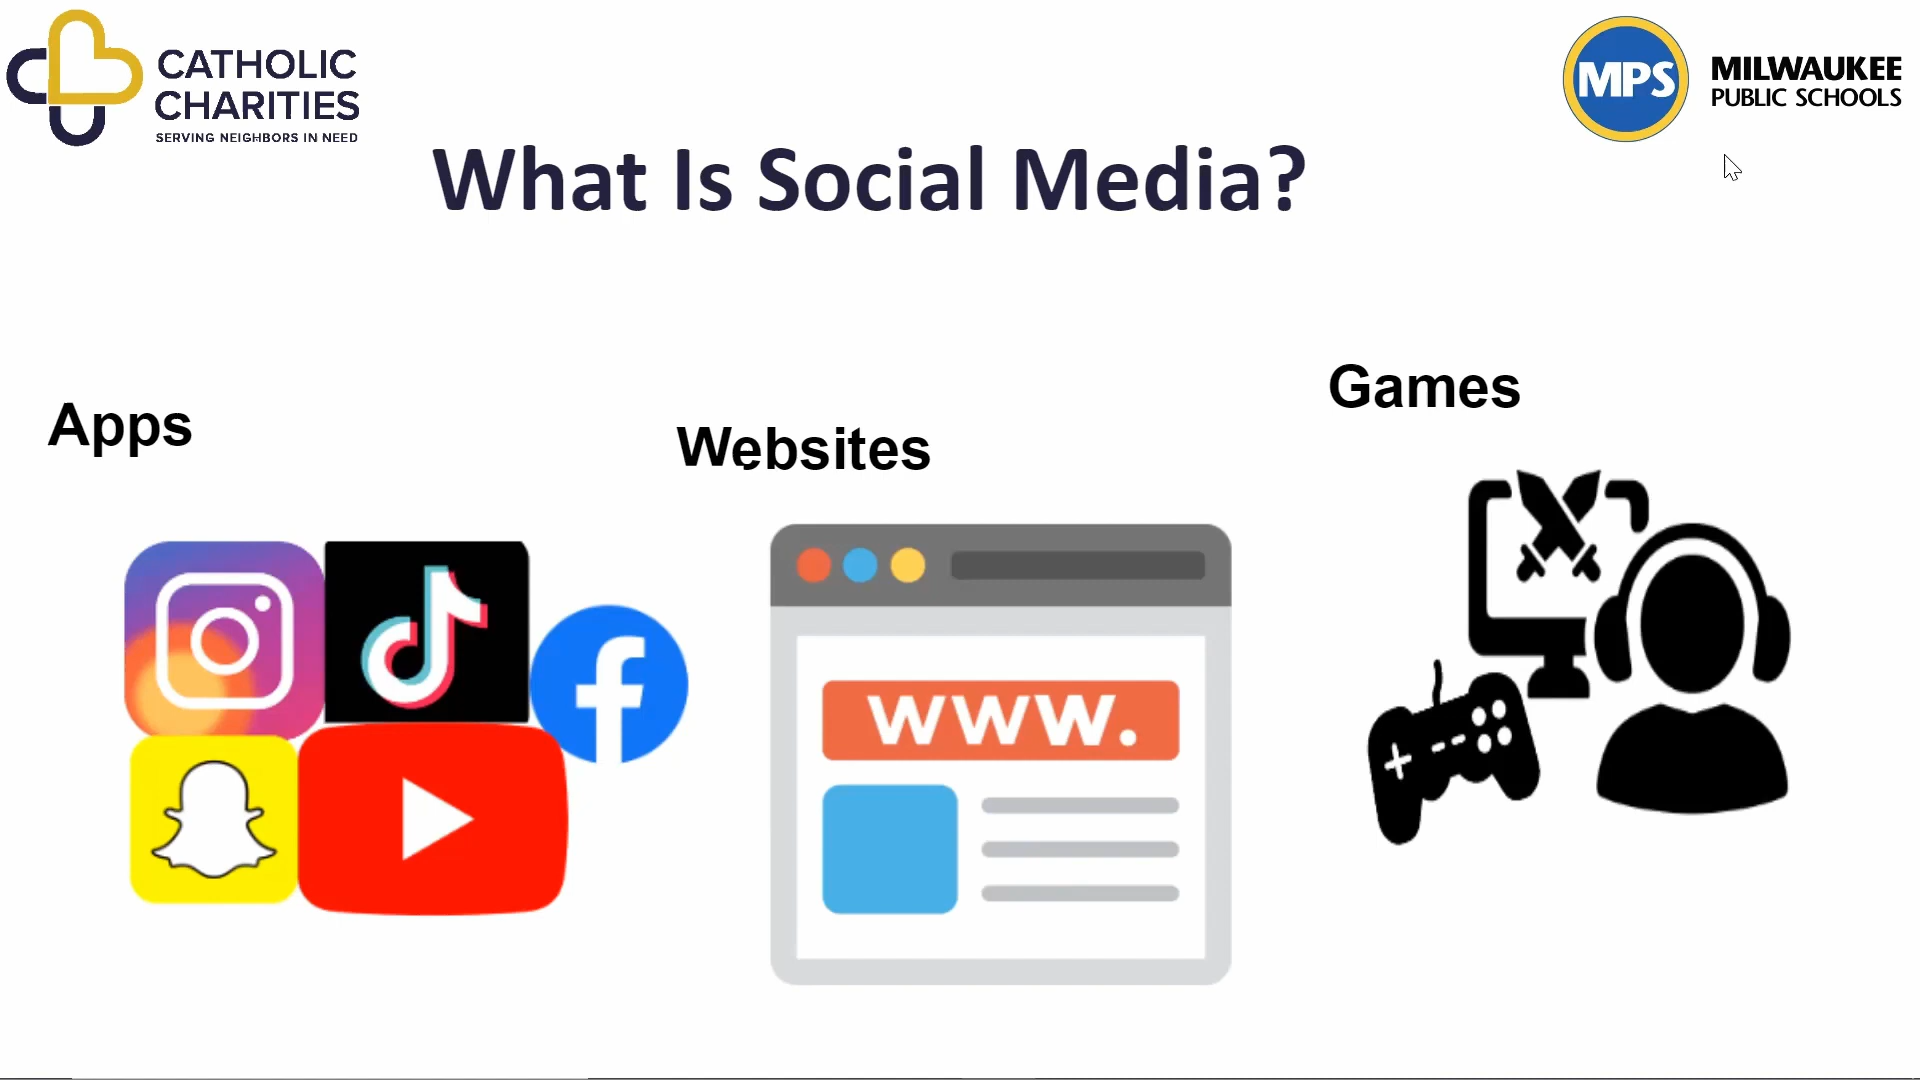 CATHOLIC
CHARITIES
SERVING NEIGHBORS IN NEED
MPS
MILWAUKEE
PUBLIC SCHOOLS
What Is Social Media?
Apps
Websites
Games
www.